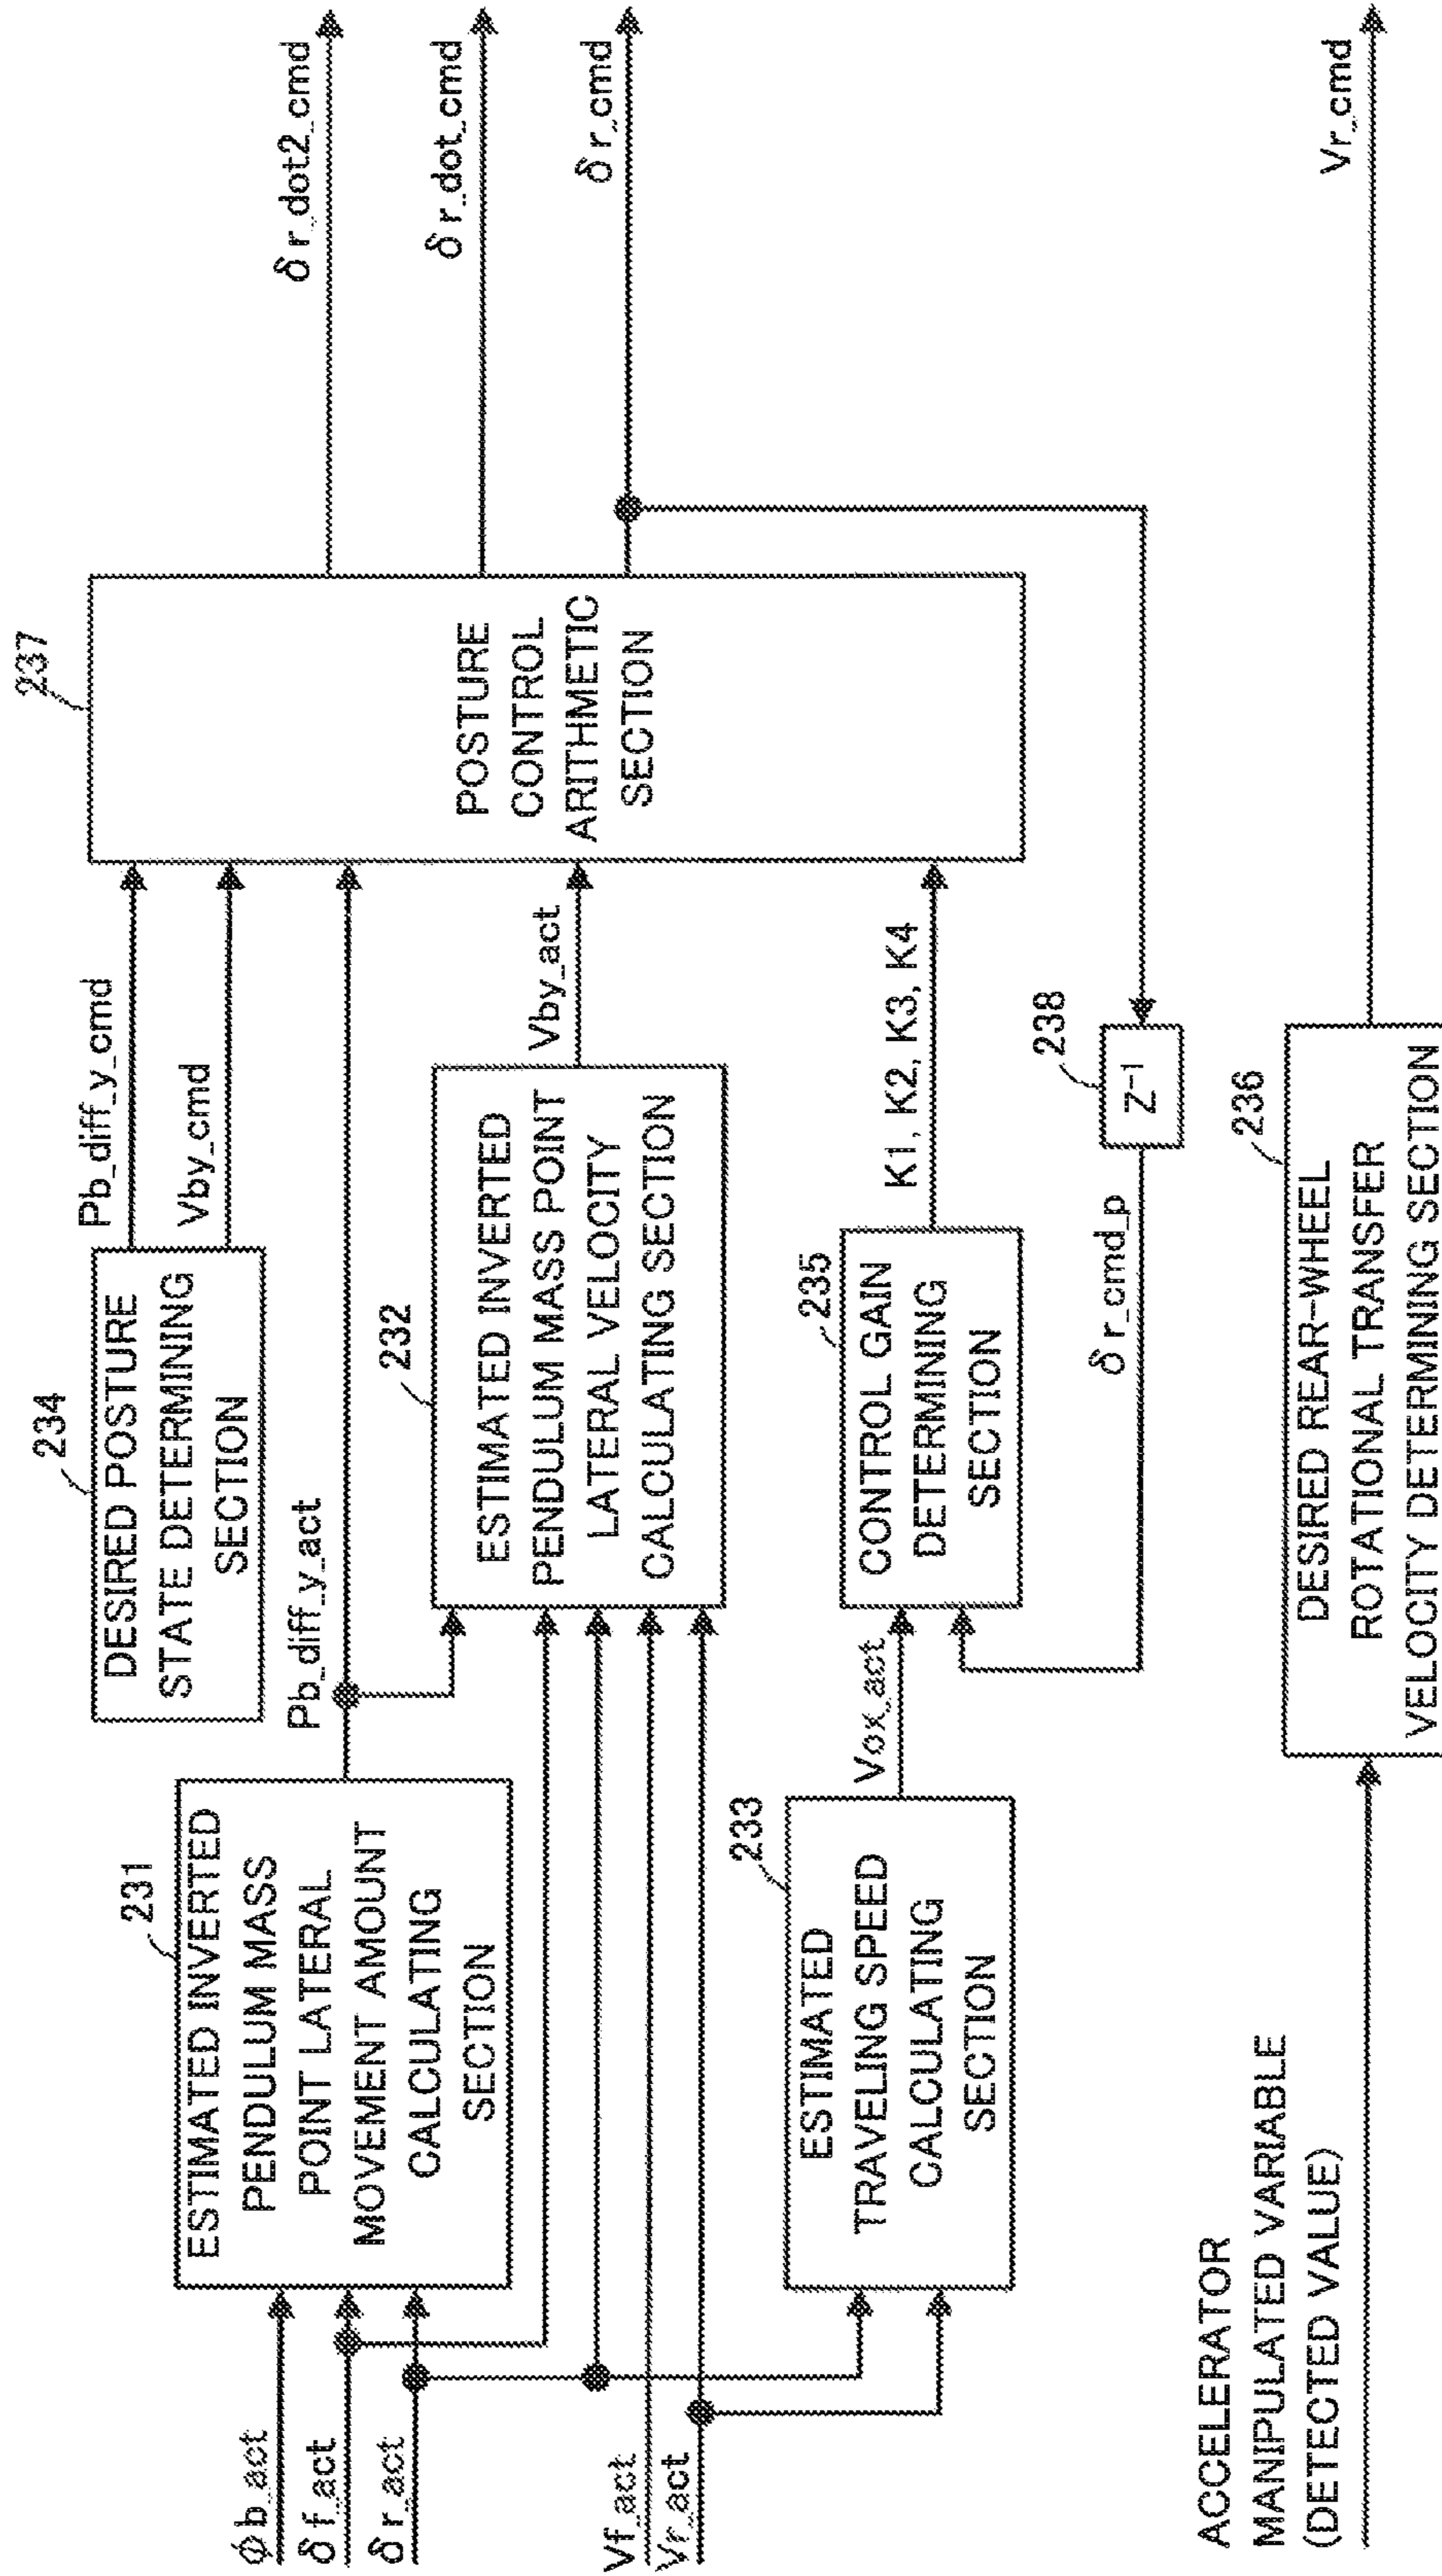 237
δr_dot2_cmd
δr_dot_cmd
δr_cmd
POSTURE
CONTROL
ARITHMETIC
SECTION
234
DESIRED POSTURE
STATE DETERMINING
SECTION
Pb_diff_y_cmd
Vby_cmd
231
ESTIMATED INVERTED
PENDULUM MASS
POINT LATERAL
MOVEMENT AMOUNT
CALCULATING
SECTION
Pb_diff_y_act
ϕb_act
δf_act
δr_act
Vf_act
Vr_act
232
ESTIMATED INVERTED
PENDULUM MASS POINT
LATERAL VELOCITY
CALCULATING SECTION
Vby_act
233
ESTIMATED
TRAVELING SPEED
CALCULATING
SECTION
Vox_act
235
CONTROL GAIN
DETERMINING
SECTION
K1, K2, K3, K4
238
Z⁻¹
δr_cmd_p
ACCELERATOR
MANIPULATED VARIABLE
(DETECTED VALUE)
236
DESIRED REAR-WHEEL
ROTATIONAL TRANSFER
VELOCITY DETERMINING SECTION
Vr_cmd